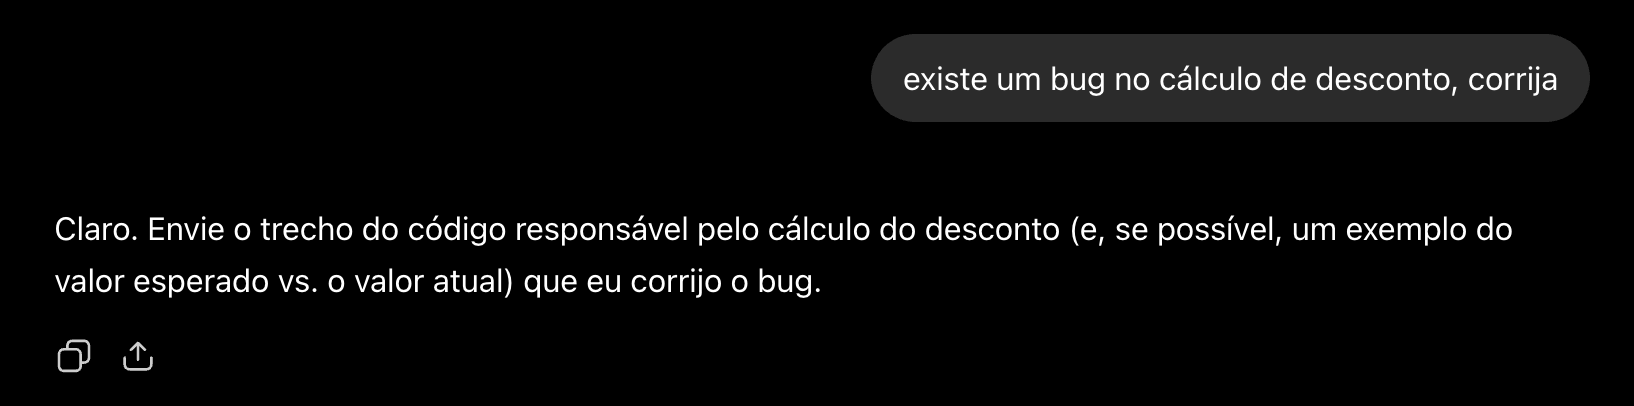 existe um bug no cálculo de desconto, corrija
Claro. Envie o trecho do código responsável pelo cálculo do desconto (e, se possível, um exemplo do
valor esperado vs. o valor atual) que eu corrijo o bug.